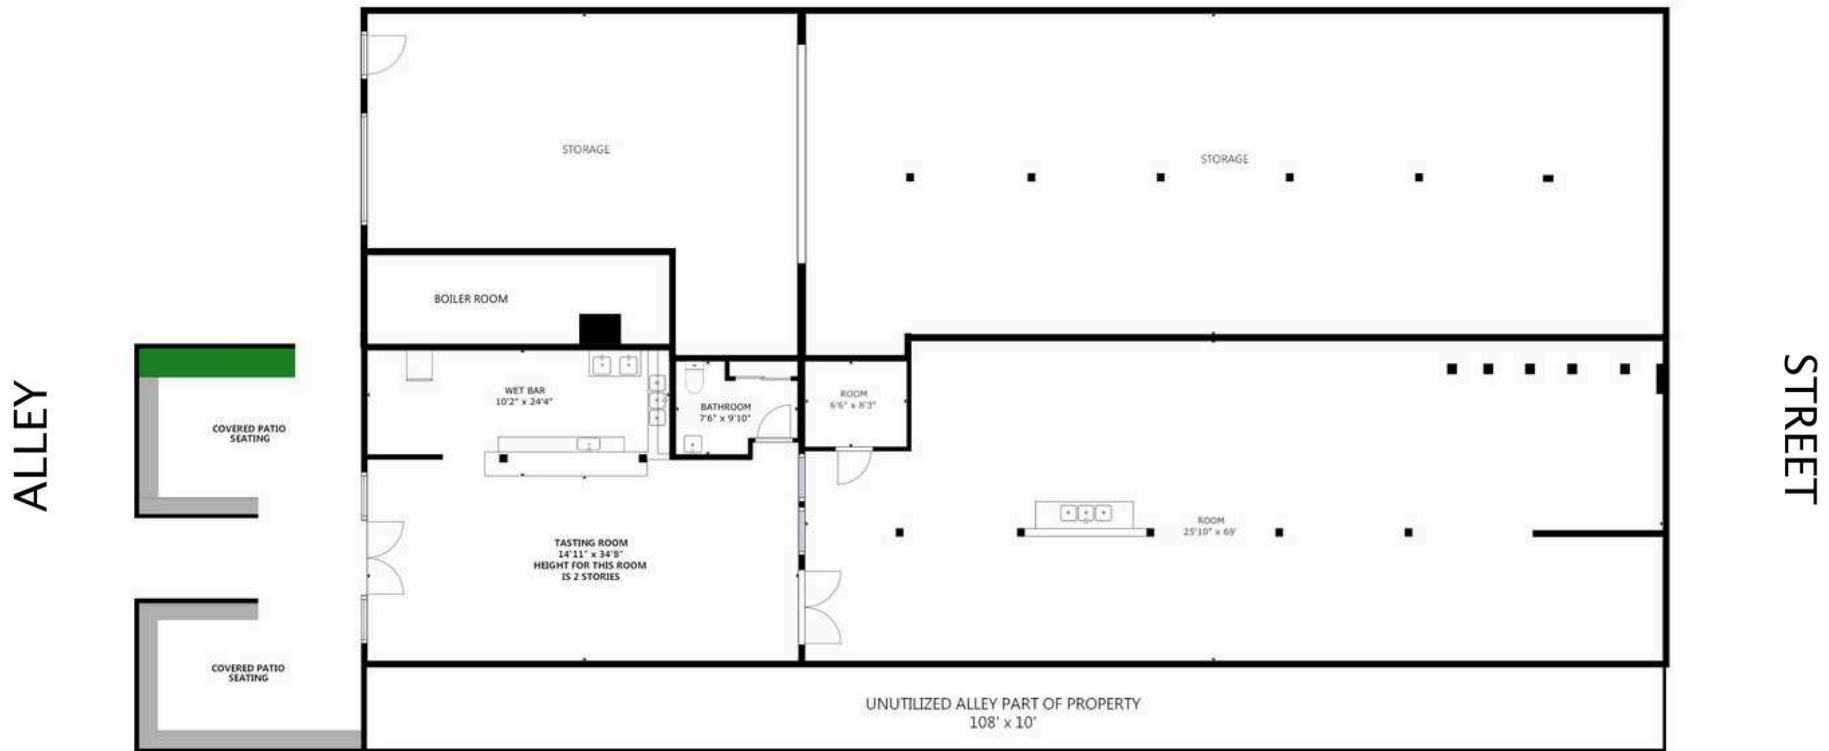 STORAGE
STORAGE
BOILER ROOM
ALLEY
STREET
WET BAR
10'2" x 24'4"
BATHROOM
7'6" x 9'10"
ROOM
6'6" x 8'3"
COVERED PATIO
SEATING
ROOM
25'10" x 69'
TASTING ROOM
14'11" x 34'8"
HEIGHT FOR THIS ROOM
IS 2 STORIES
COVERED PATIO
SEATING
UNUTILIZED ALLEY PART OF PROPERTY
108' x 10'